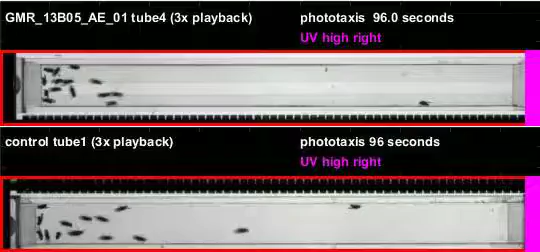 GMR_13B05_AE_01 tube4 (3x playback)
phototaxis 96.0 seconds
UV high right
control tube1 (3x playback)
phototaxis 96 seconds
UV high right